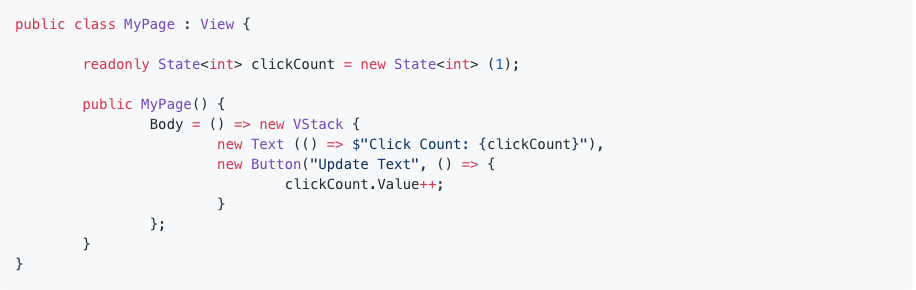 public class MyPage : View {
readonly State<int> clickCount = new State<int> (1);
public MyPage() {
Body = () => new VStack {
new Text (() => $"Click Count: {clickCount}"),
new Button("Update Text", () => {
clickCount.Value++;
}
};
}
}